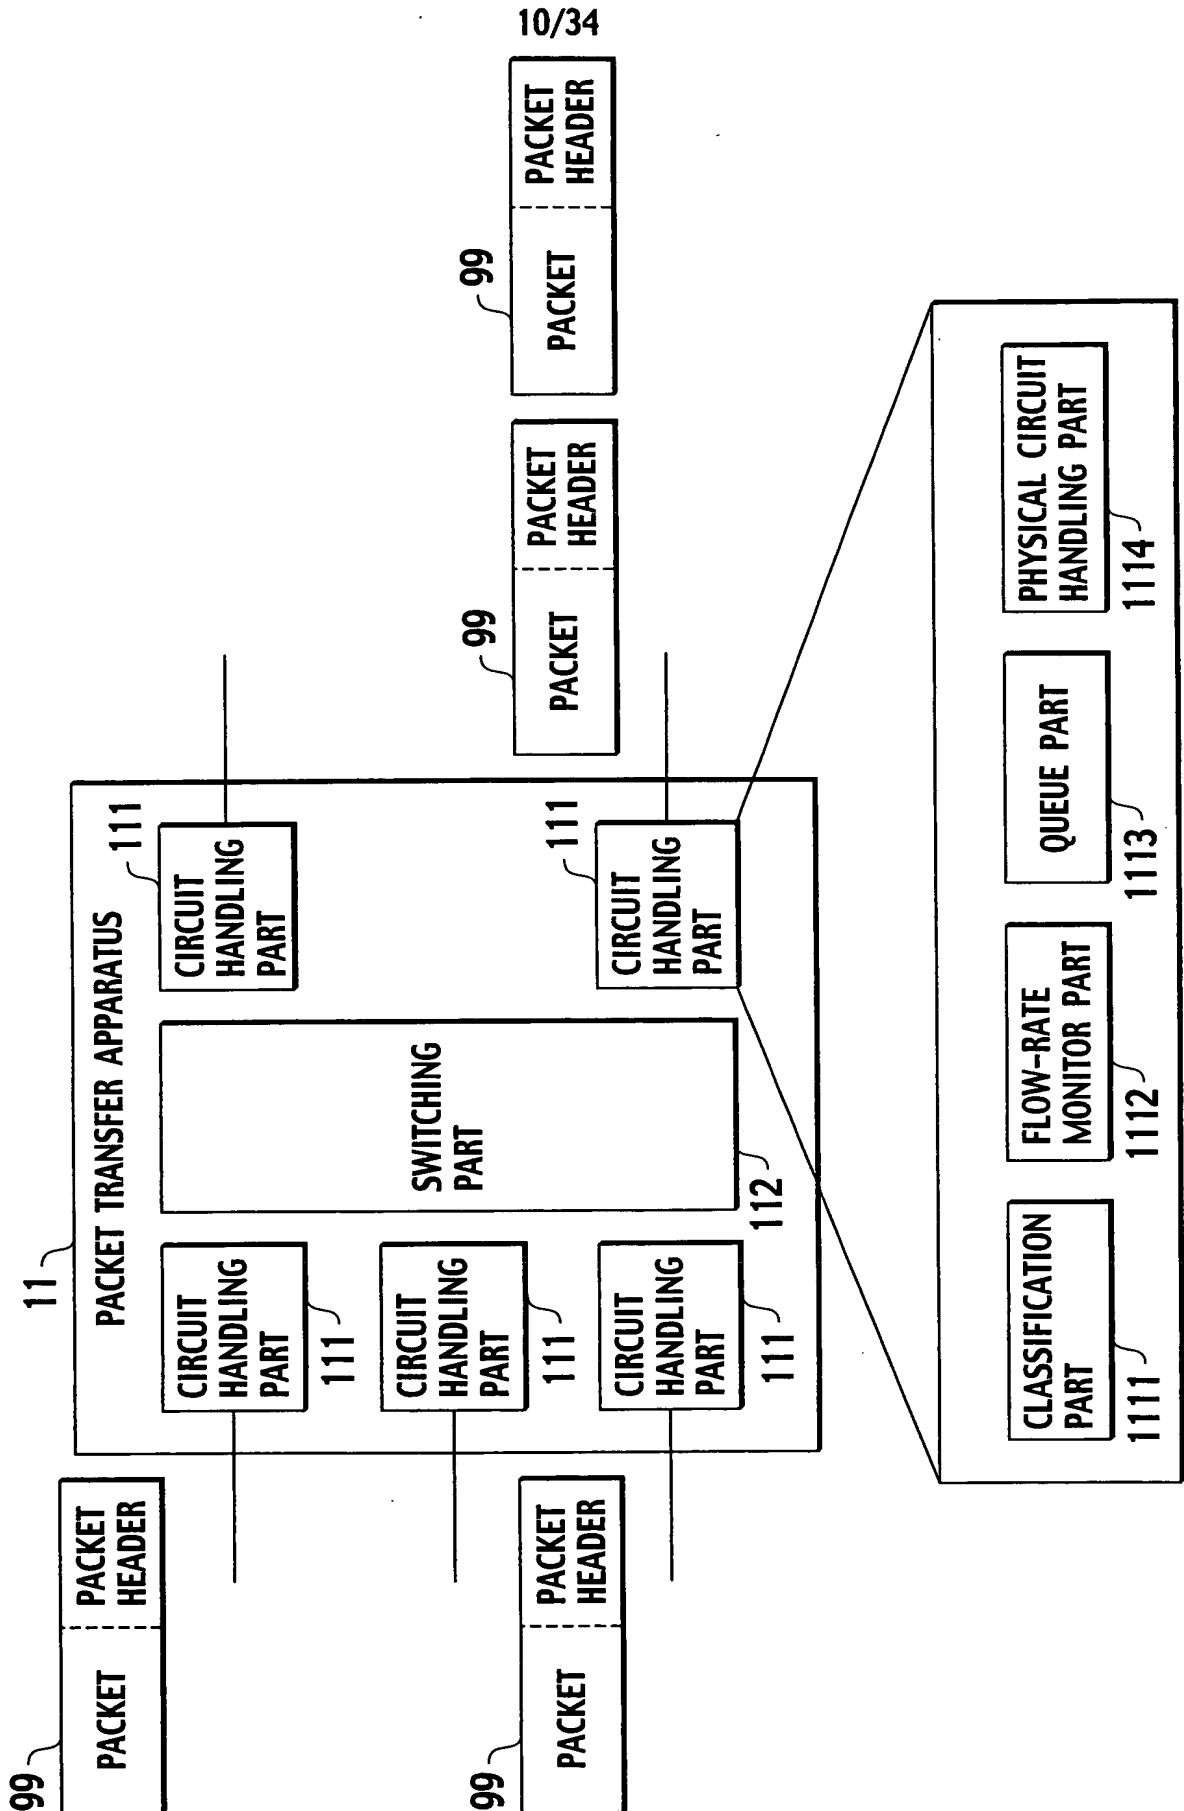 10/34
11
PACKET TRANSFER APPARATUS
99
PACKET
PACKET
HEADER
99
PACKET
PACKET
HEADER
CIRCUIT
HANDLING
PART
111
CIRCUIT
HANDLING
PART
111
CIRCUIT
HANDLING
PART
111
SWITCHING
PART
112
111
CIRCUIT
HANDLING
PART
111
CIRCUIT
HANDLING
PART
99
PACKET
PACKET
HEADER
99
PACKET
PACKET
HEADER
CLASSIFICATION
PART
1111
FLOW-RATE
MONITOR PART
1112
QUEUE PART
1113
PHYSICAL CIRCUIT
HANDLING PART
1114